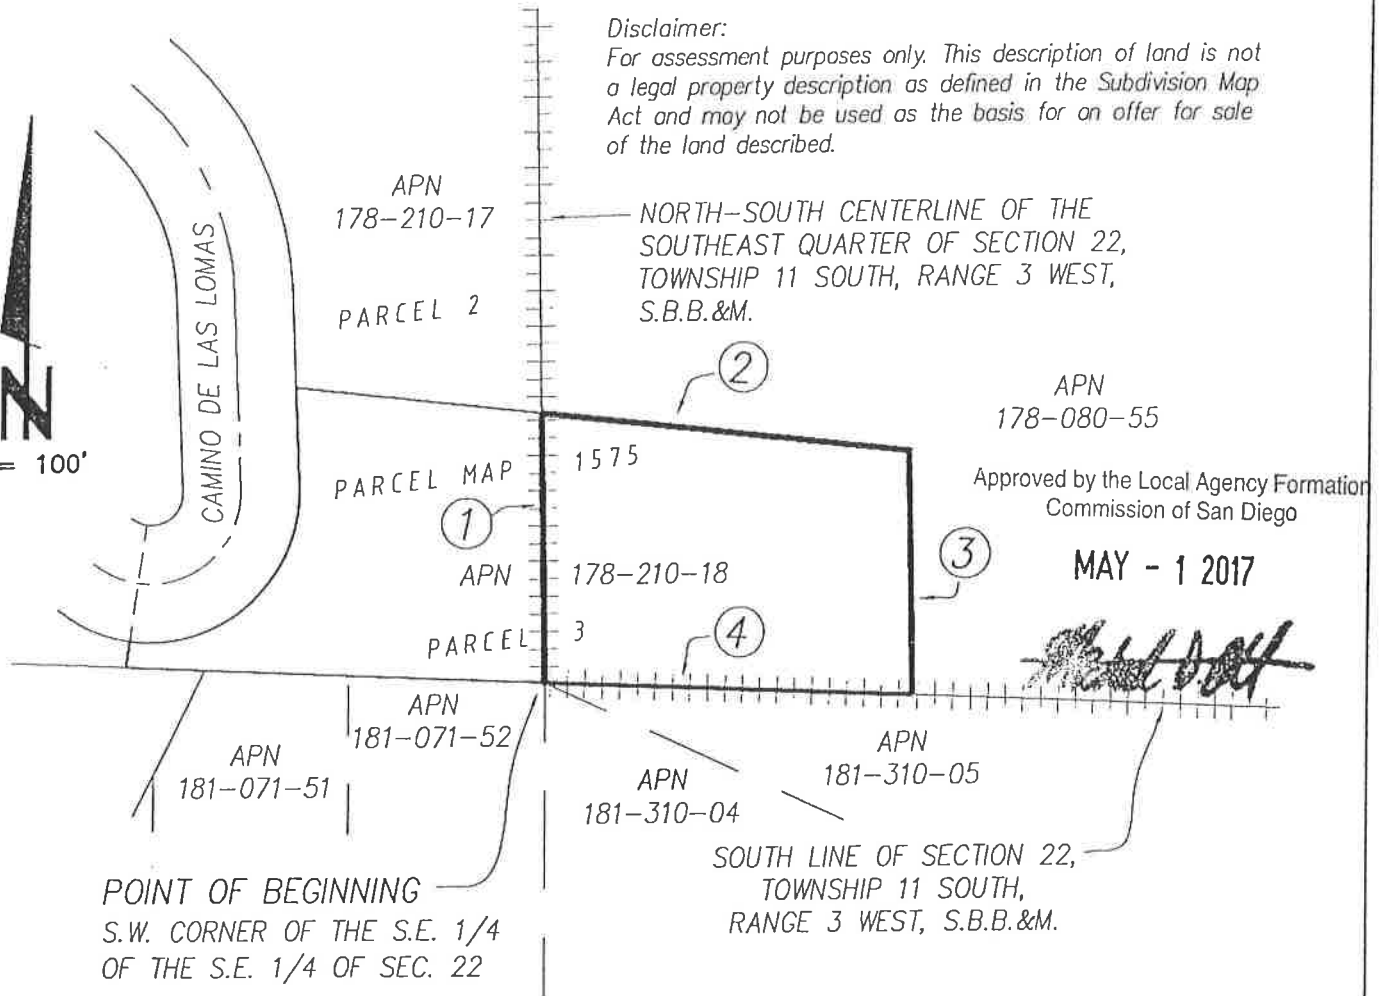 Disclaimer:
For assessment purposes only. This description of land is not
a legal property description as defined in the Subdivision Map
Act and may not be used as the basis for an offer for sale
of the land described.
APN
178-210-17
NORTH-SOUTH CENTERLINE OF THE
SOUTHEAST QUARTER OF SECTION 22,
TOWNSHIP 11 SOUTH, RANGE 3 WEST,
S.B.B.&M.
CAMINO DE LAS LOMAS
PARCEL 2
2
N
= 100'
APN
178-080-55
PARCEL MAP 1575
1
Approved by the Local Agency Formation
Commission of San Diego
MAY - 1 2017
3
APN 178-210-18
PARCEL 3
4
APN
181-071-52
APN
181-071-51
APN
181-310-04
APN
181-310-05
POINT OF BEGINNING
S.W. CORNER OF THE S.E. 1/4
OF THE S.E. 1/4 OF SEC. 22
SOUTH LINE OF SECTION 22,
TOWNSHIP 11 SOUTH,
RANGE 3 WEST, S.B.B.&M.